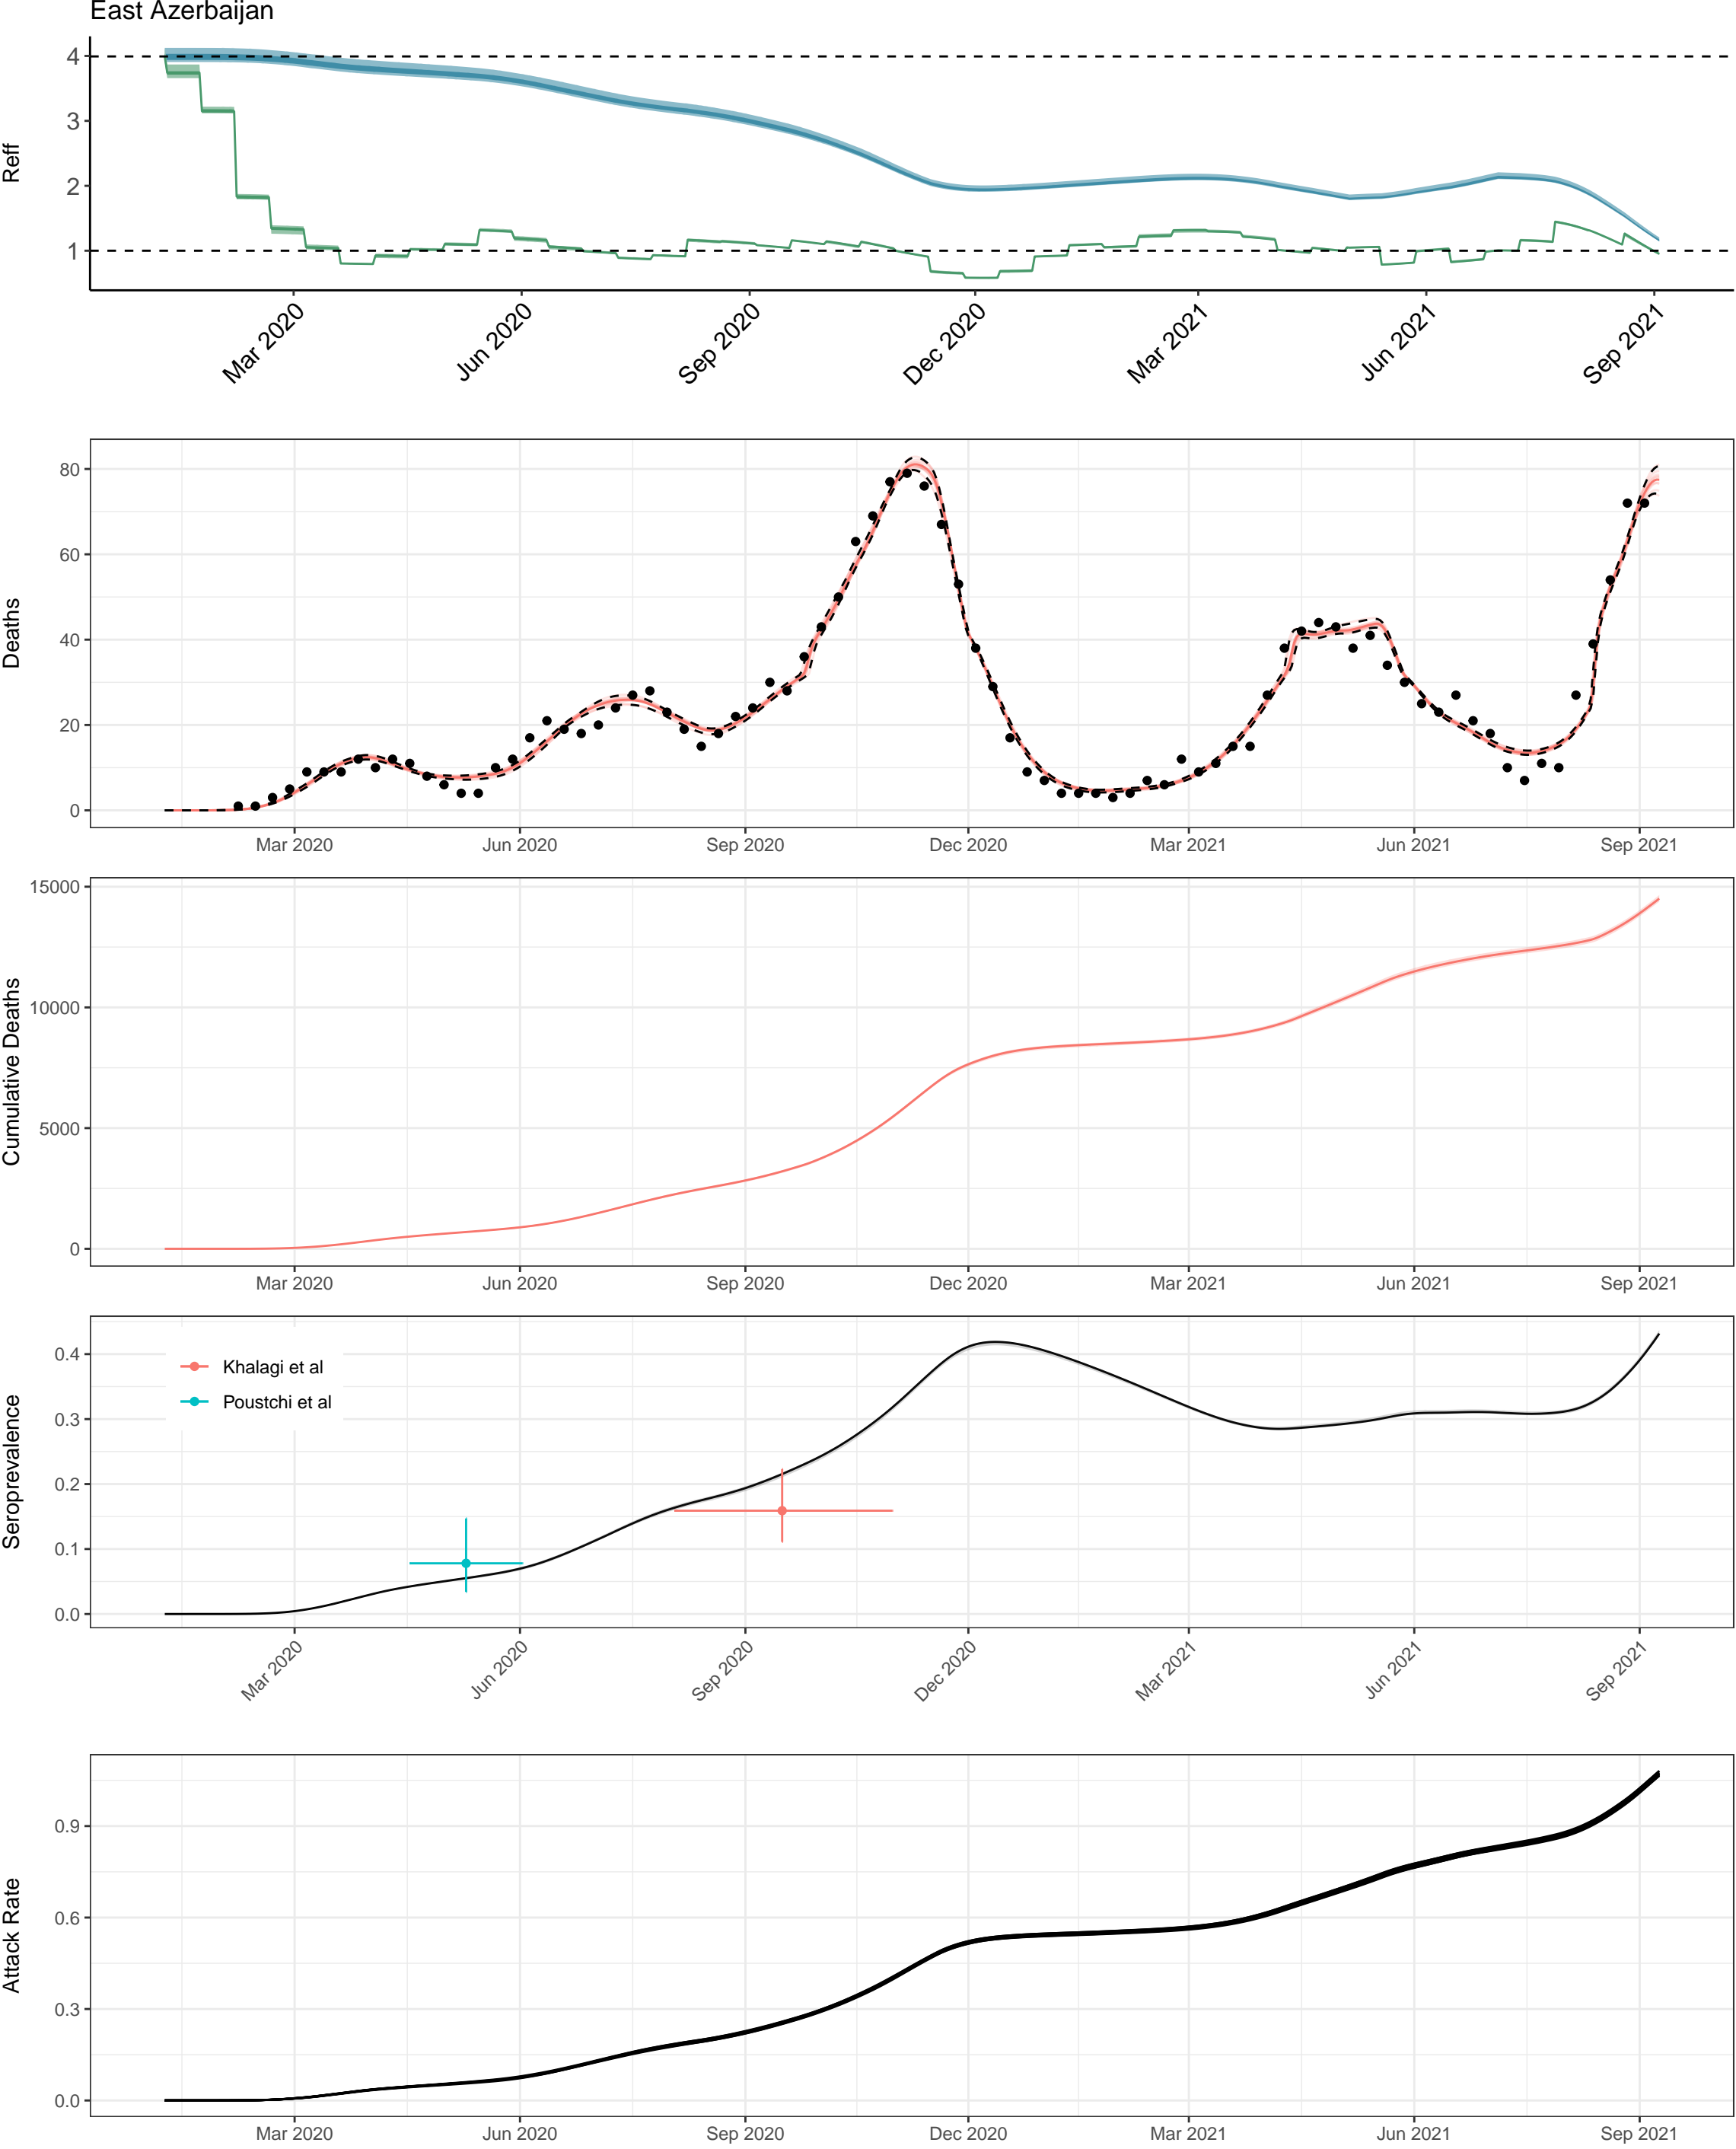 East Azerbaijan
Reff
4
3
2
1
Mar 2020
Jun 2020
Sep 2020
Dec 2020
Mar 2021
Jun 2021
Sep 2021
Deaths
80
60
40
20
0
Mar 2020 Jun 2020 Sep 2020 Dec 2020 Mar 2021 Jun 2021 Sep 2021
Cumulative Deaths
15000
10000
5000
0
Mar 2020 Jun 2020 Sep 2020 Dec 2020 Mar 2021 Jun 2021 Sep 2021
Seroprevalence
0.4
0.3
0.2
0.1
0.0
Khalagi et al
Poustchi et al
Mar 2020
Jun 2020
Sep 2020
Dec 2020
Mar 2021
Jun 2021
Sep 2021
Attack Rate
0.9
0.6
0.3
0.0
Mar 2020 Jun 2020 Sep 2020 Dec 2020 Mar 2021 Jun 2021 Sep 2021